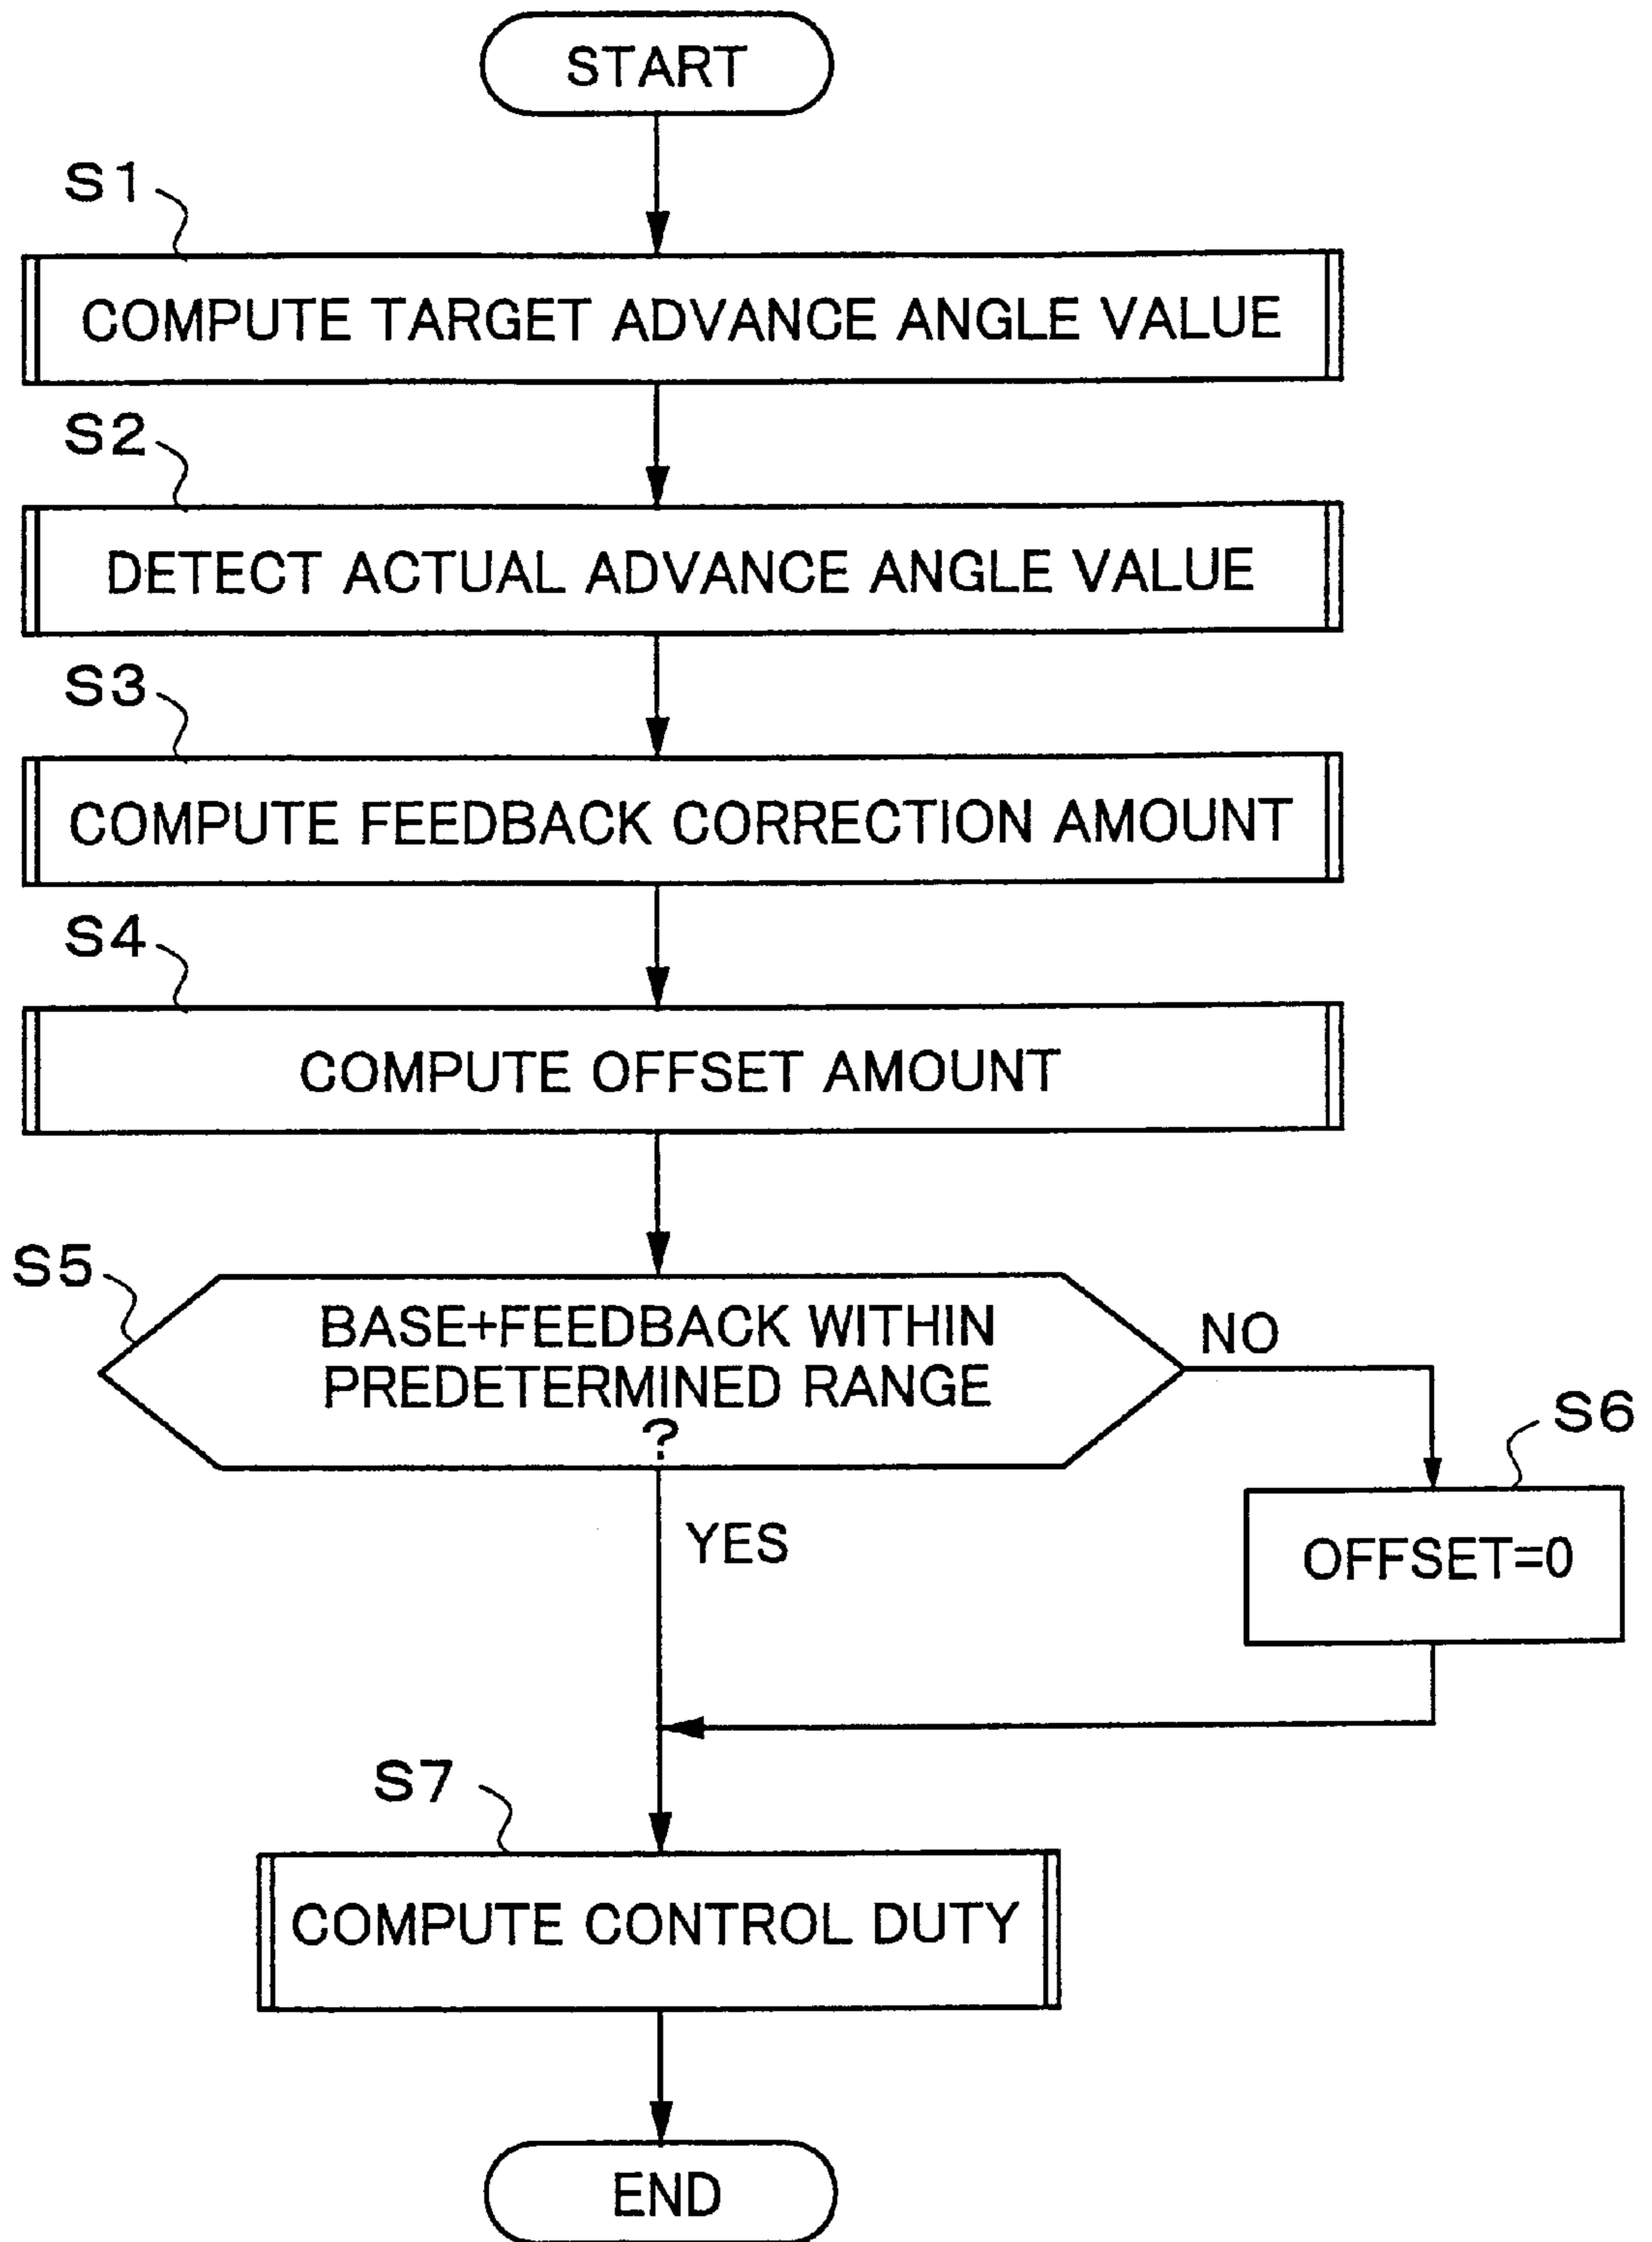 START
S1
COMPUTE TARGET ADVANCE ANGLE VALUE
S2
DETECT ACTUAL ADVANCE ANGLE VALUE
S3
COMPUTE FEEDBACK CORRECTION AMOUNT
S4
COMPUTE OFFSET AMOUNT
S5
BASE+FEEDBACK WITHIN
PREDETERMINED RANGE
?
NO
S6
YES
OFFSET=0
S7
COMPUTE CONTROL DUTY
END